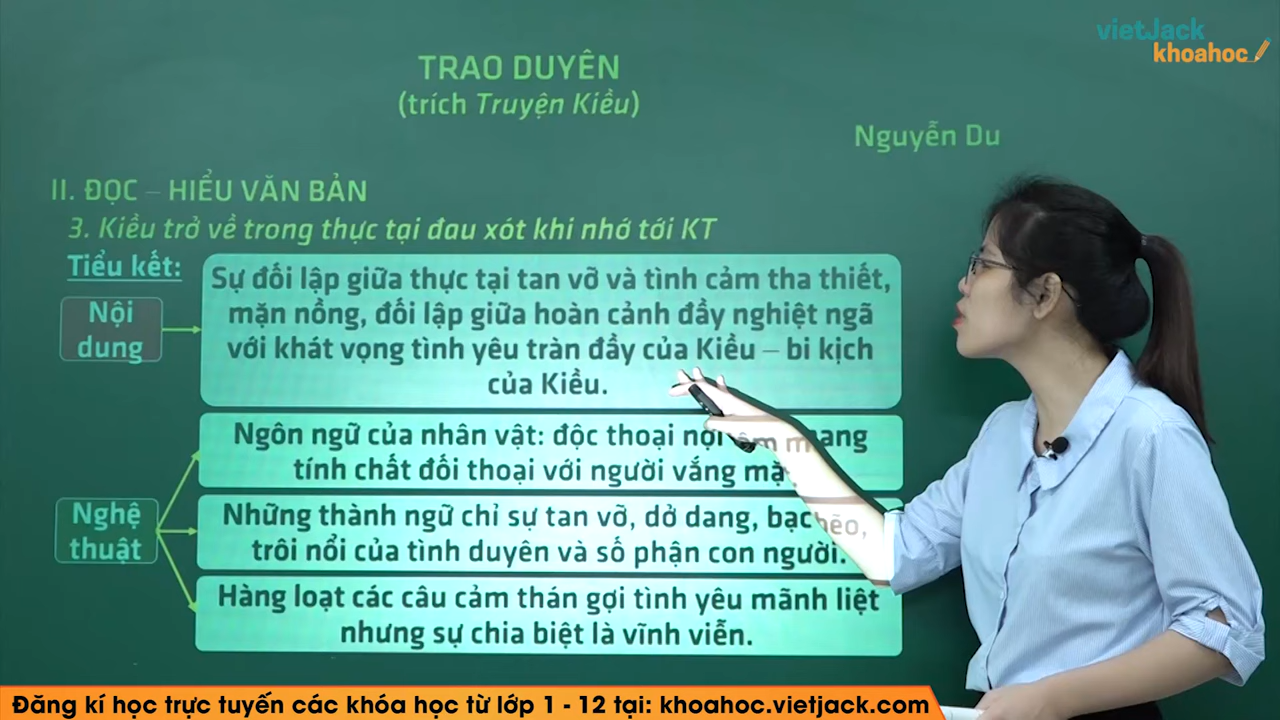 vietJack
khoahoc
TRAO DUYÊN
(trích Truyện Kiều)
Nguyễn Du
II. ĐỌC – HIỂU VĂN BẢN
3. Kiều trở về trong thực tại đau xót khi nhớ tới KT
Tiểu kết:
Nội
dung
Sự đối lập giữa thực tại tan vỡ và tình cảm tha thiết,
mặn nồng, đối lập giữa hoàn cảnh đầy nghiệt ngã
với khát vọng tình yêu tràn đầy của Kiều – bi kịch
của Kiều.
Nghệ
thuật
Ngôn ngữ của nhân vật: độc thoại nội tâm mang
tính chất đối thoại với người vắng mặt
Những thành ngữ chỉ sự tan vỡ, dở dang, bạc bẽo,
trôi nổi của tình duyên và số phận con người.
Hàng loạt các câu cảm thán gợi tình yêu mãnh liệt
nhưng sự chia biệt là vĩnh viễn.
Đăng kí học trực tuyến các khóa học từ lớp 1 - 12 tại: khoahoc.vietjack.com